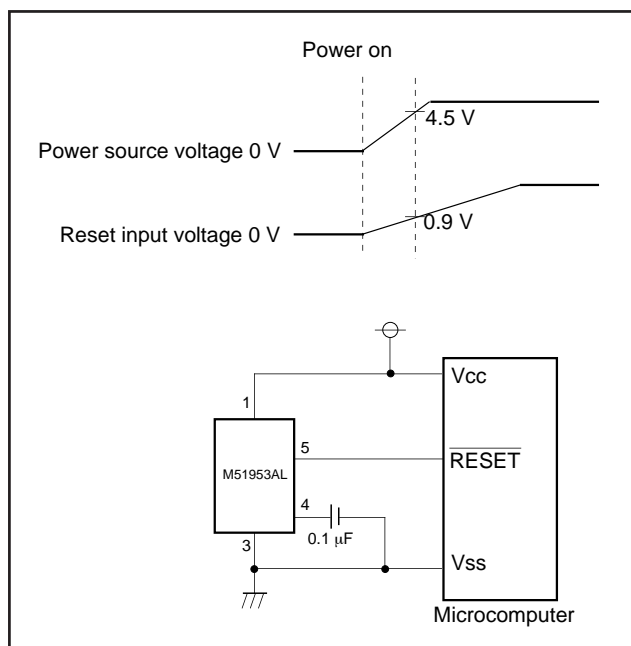 Power on
4.5 V
Power source voltage 0 V
0.9 V
Reset input voltage 0 V
1
Vcc
5
RESET
M51953AL
4
3
0.1 µF
Vss
Microcomputer